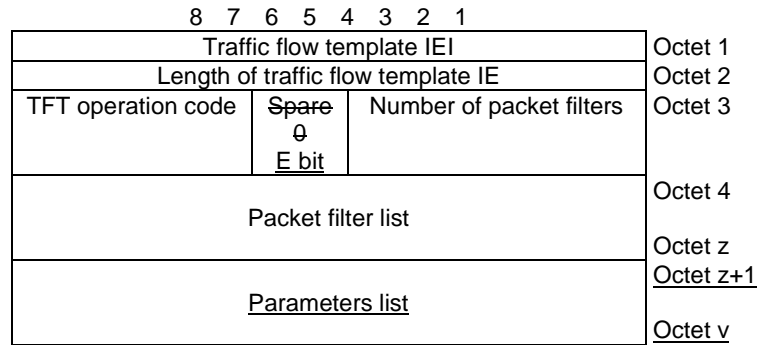 8 7 6 5 4 3 2 1
Traffic flow template IEI Octet 1
Length of traffic flow template IE Octet 2
TFT operation code Spare Number of packet filters Octet 3
0
E bit
Octet 4
Packet filter list
Octet z
Octet z+1
Parameters list
Octet v